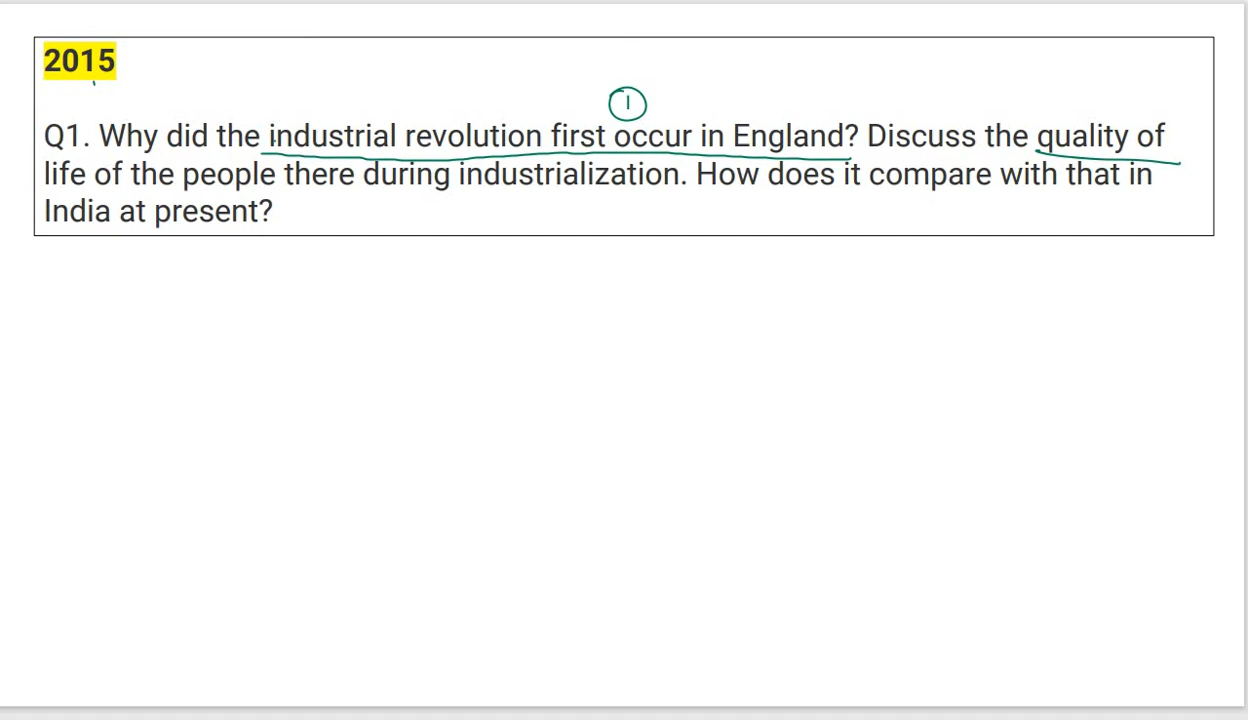 2015
1
Q1. Why did the industrial revolution first occur in England? Discuss the quality of
life of the people there during industrialization. How does it compare with that in
India at present?